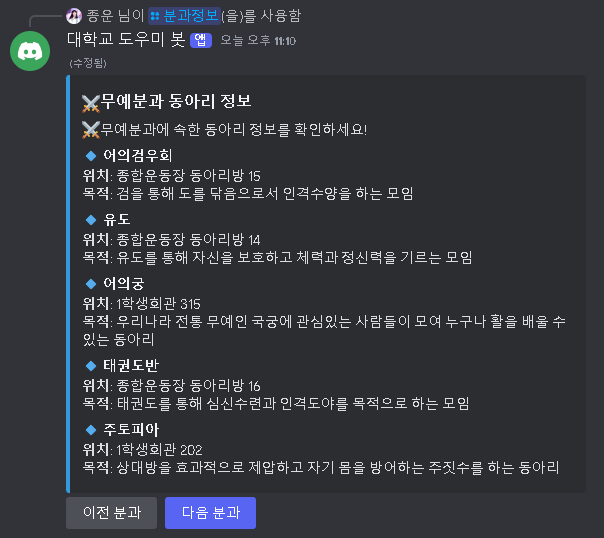 종운 님이 분과정보(을)를 사용함
대학교 도우미 봇 앱 오늘 오후 11:10
(수정됨)
무예분과 동아리 정보
무예분과에 속한 동아리 정보를 확인하세요!
어의검우회
위치: 종합운동장 동아리방 15
목적: 검을 통해 도를 닦음으로서 인격수양을 하는 모임
유도
위치: 종합운동장 동아리방 14
목적: 유도를 통해 자신을 보호하고 체력과 정신력을 기르는 모임
어의궁
위치: 1학생회관 315
목적: 우리나라 전통 무예인 국궁에 관심있는 사람들이 모여 누구나 활을 배울 수
있는 동아리
태권도반
위치: 종합운동장 동아리방 16
목적: 태권도를 통해 심신수련과 인격도야를 목적으로 하는 모임
주토피아
위치: 1학생회관 202
목적: 상대방을 효과적으로 제압하고 자기 몸을 방어하는 주짓수를 하는 동아리
이전 분과 다음 분과